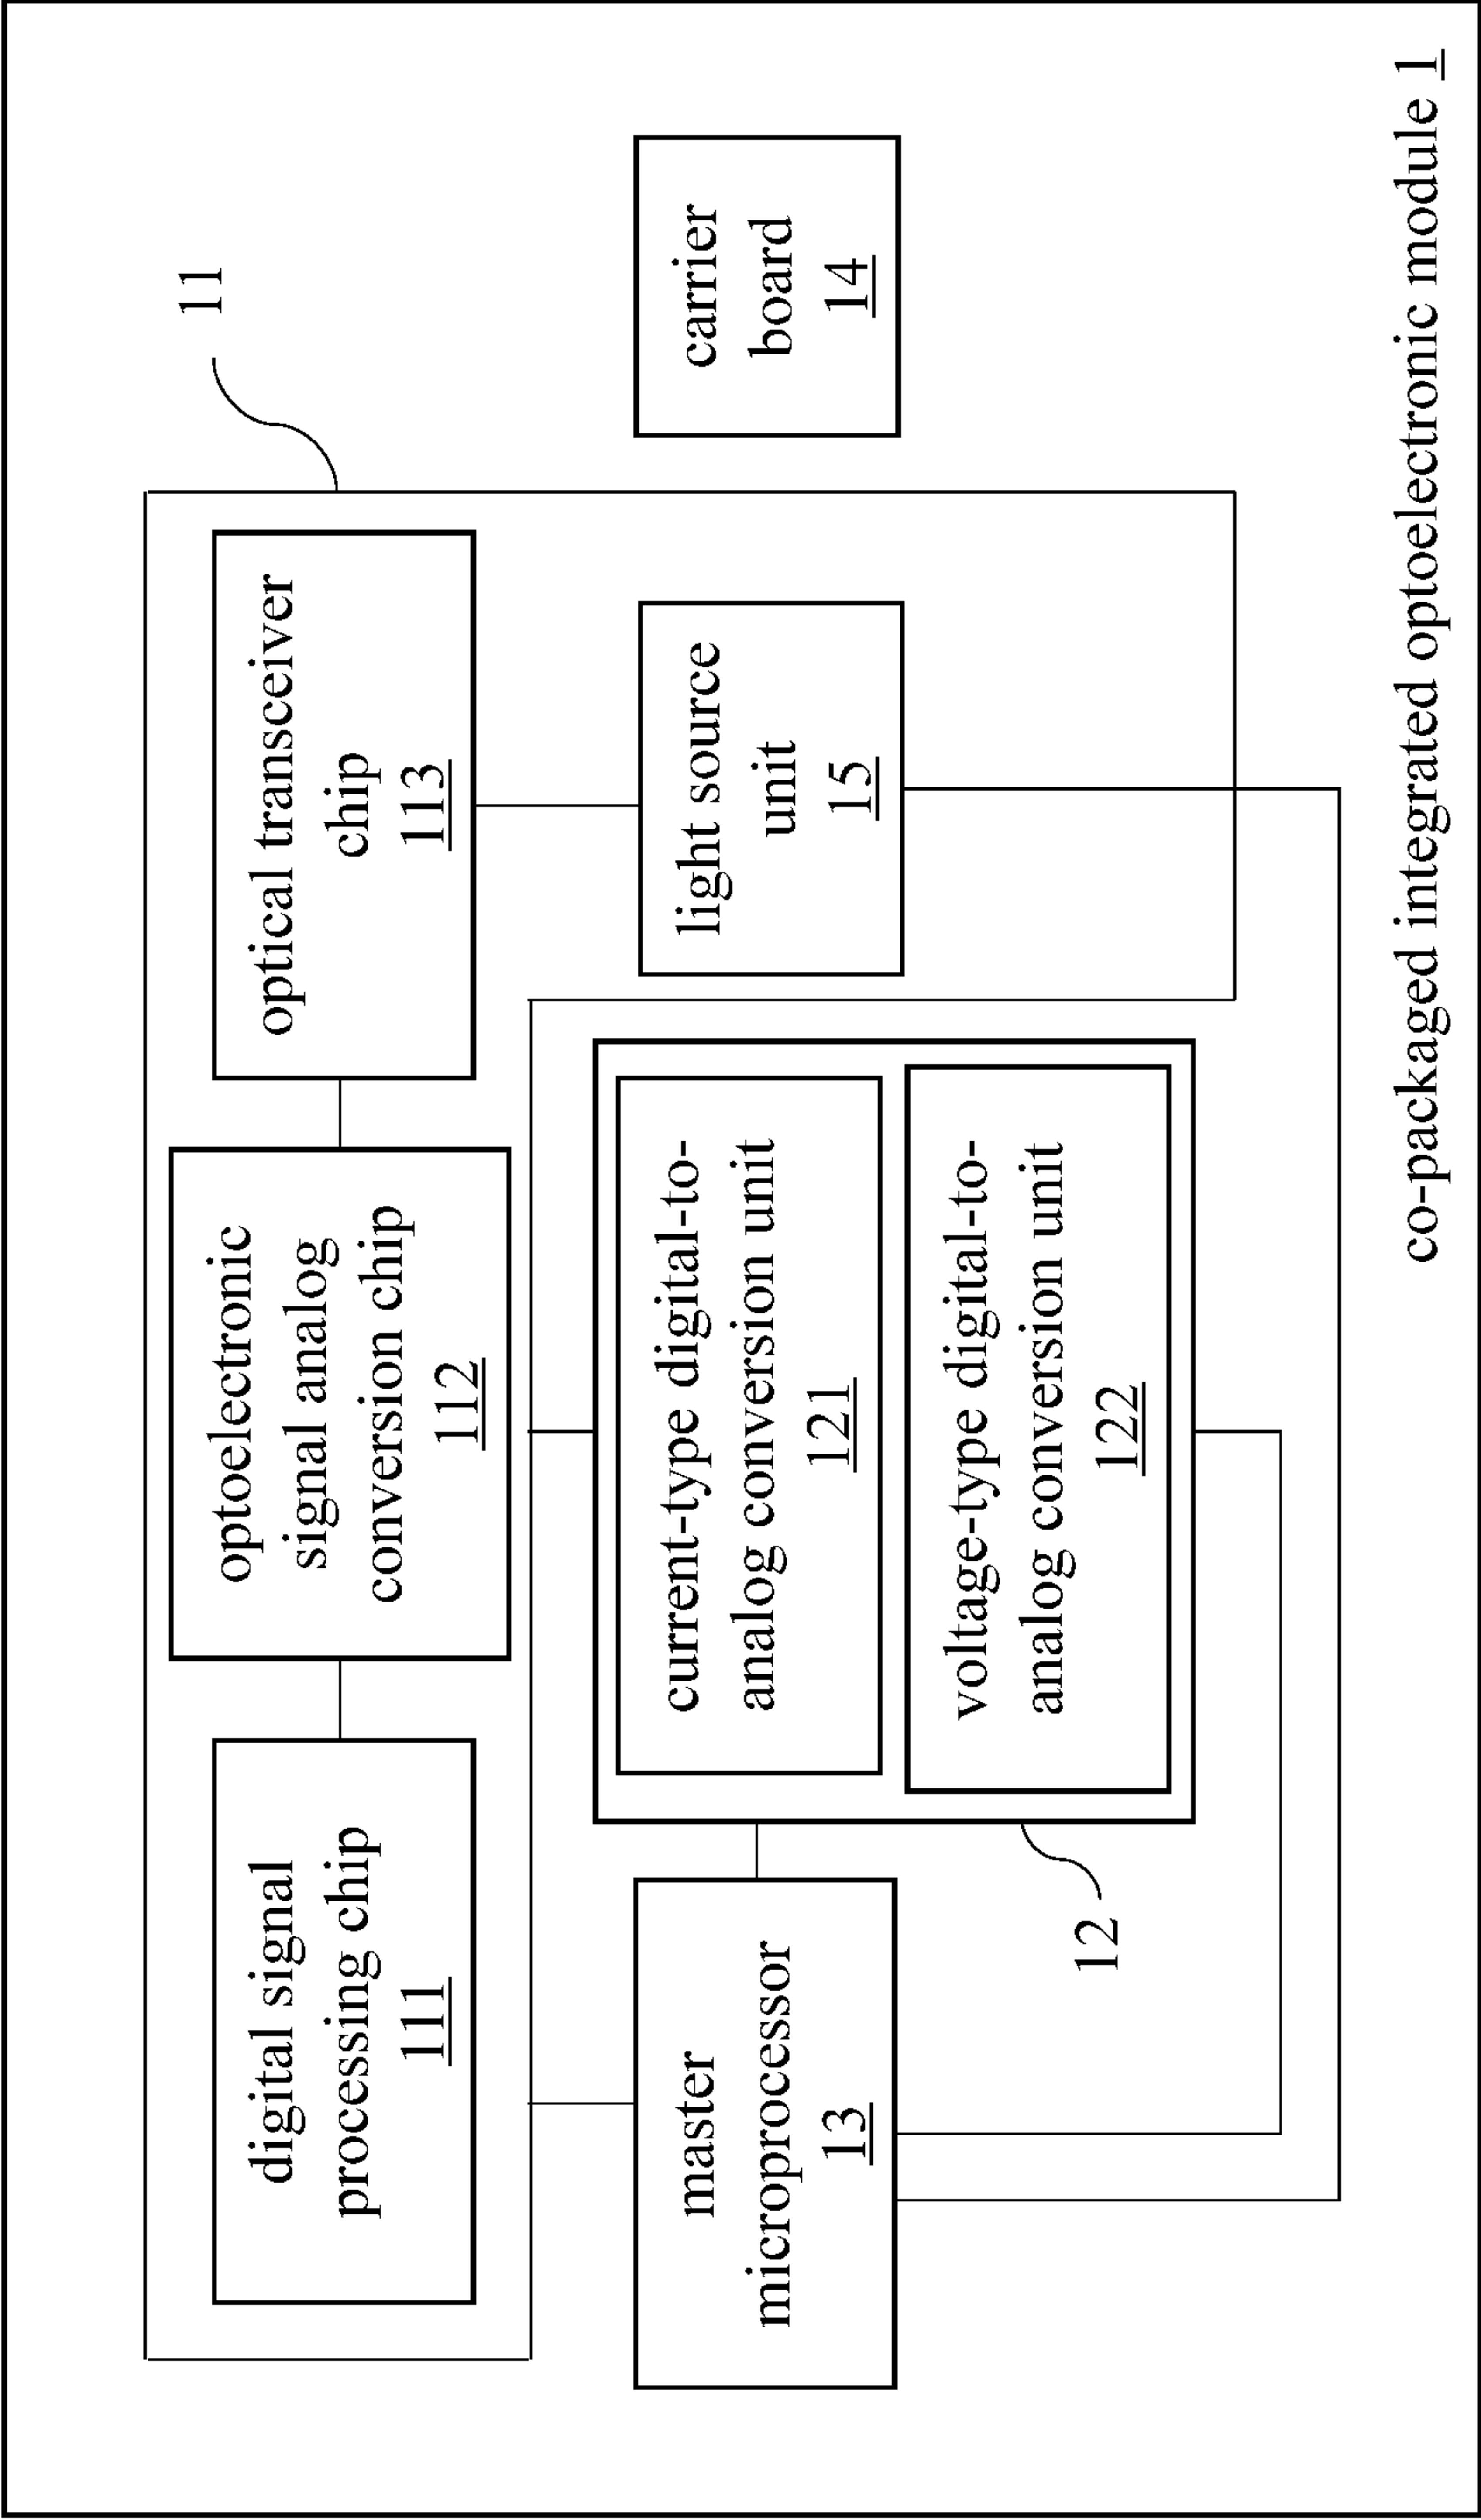 digital signal
processing chip
111
optoelectronic
signal analog
conversion chip
112
optical transceiver
chip
113
11
master
microprocessor
13
12
current-type digital-to-
analog conversion unit
121
voltage-type digital-to-
analog conversion unit
122
light source
unit
15
carrier
board
14
co-packaged integrated optoelectronic module 1